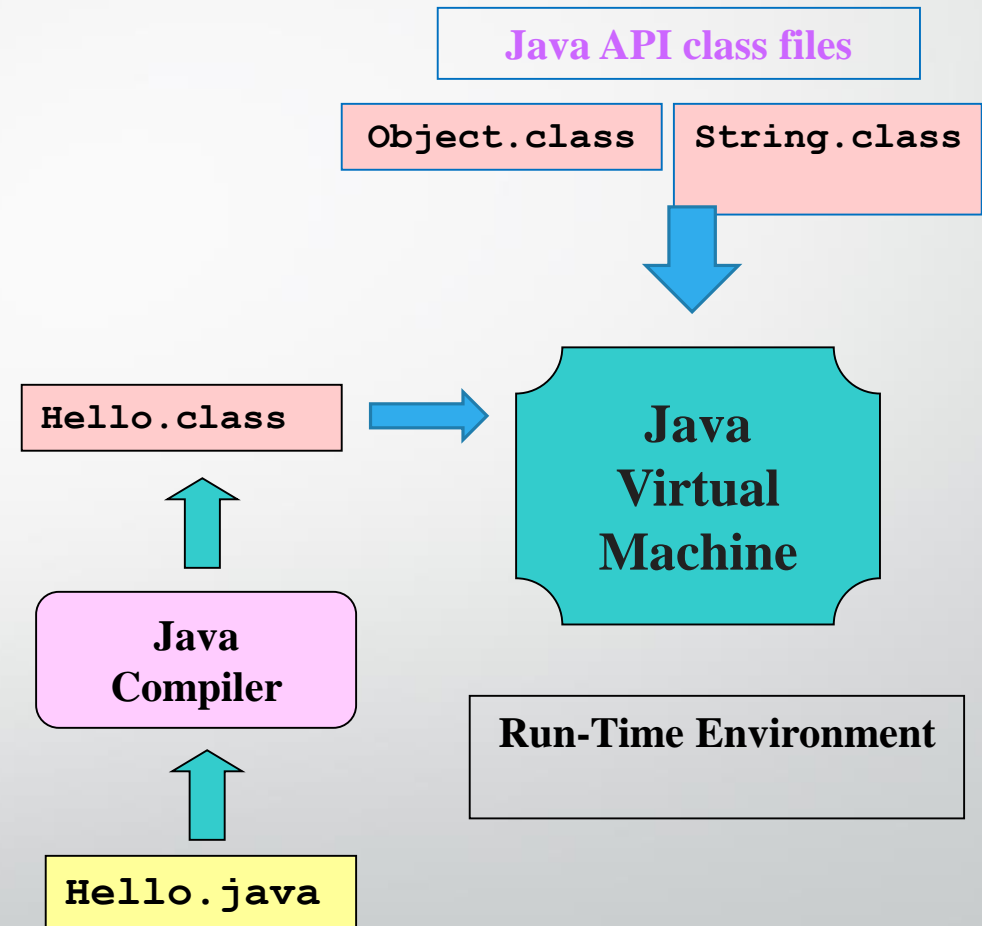 Java API class files
Object.class
String.class
Hello.class
Java
Virtual
Machine
Java
Compiler
Run-Time Environment
Hello.java